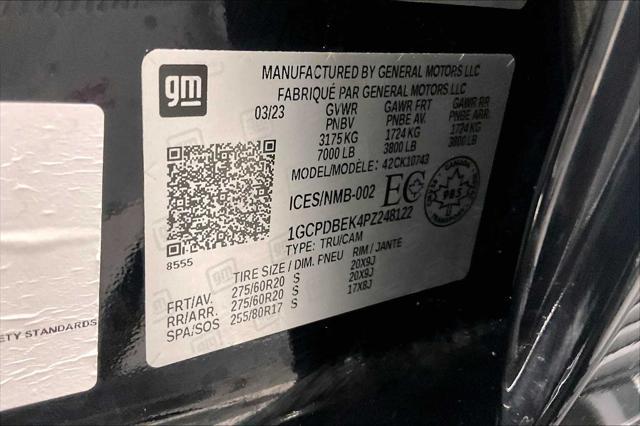 gm
MANUFACTURED BY GENERAL MOTORS LLC
FABRIQUÉ PAR GENERAL MOTORS LLC
03/23 GVWR GAWR FRT GAWR RR
PNBV PNBE AV. PNBE ARR.
3175 KG 1724 KG 1724 KG
7000 LB 3800 LB 3800 LB
MODEL/MODÈLE: 42CK10743
ICES/NMB-002 EC
CANADA
1GCPDBEK4PZ248122
TYPE: TRU/CAM
8555
TIRE SIZE / DIM. PNEU RIM / JANTE
FRT/AV. 275/60R20 S 20X9J
RR/ARR. 275/60R20 S 20X9J
SPA/SOS 255/80R17 S 17X8J
ETY STANDARDS